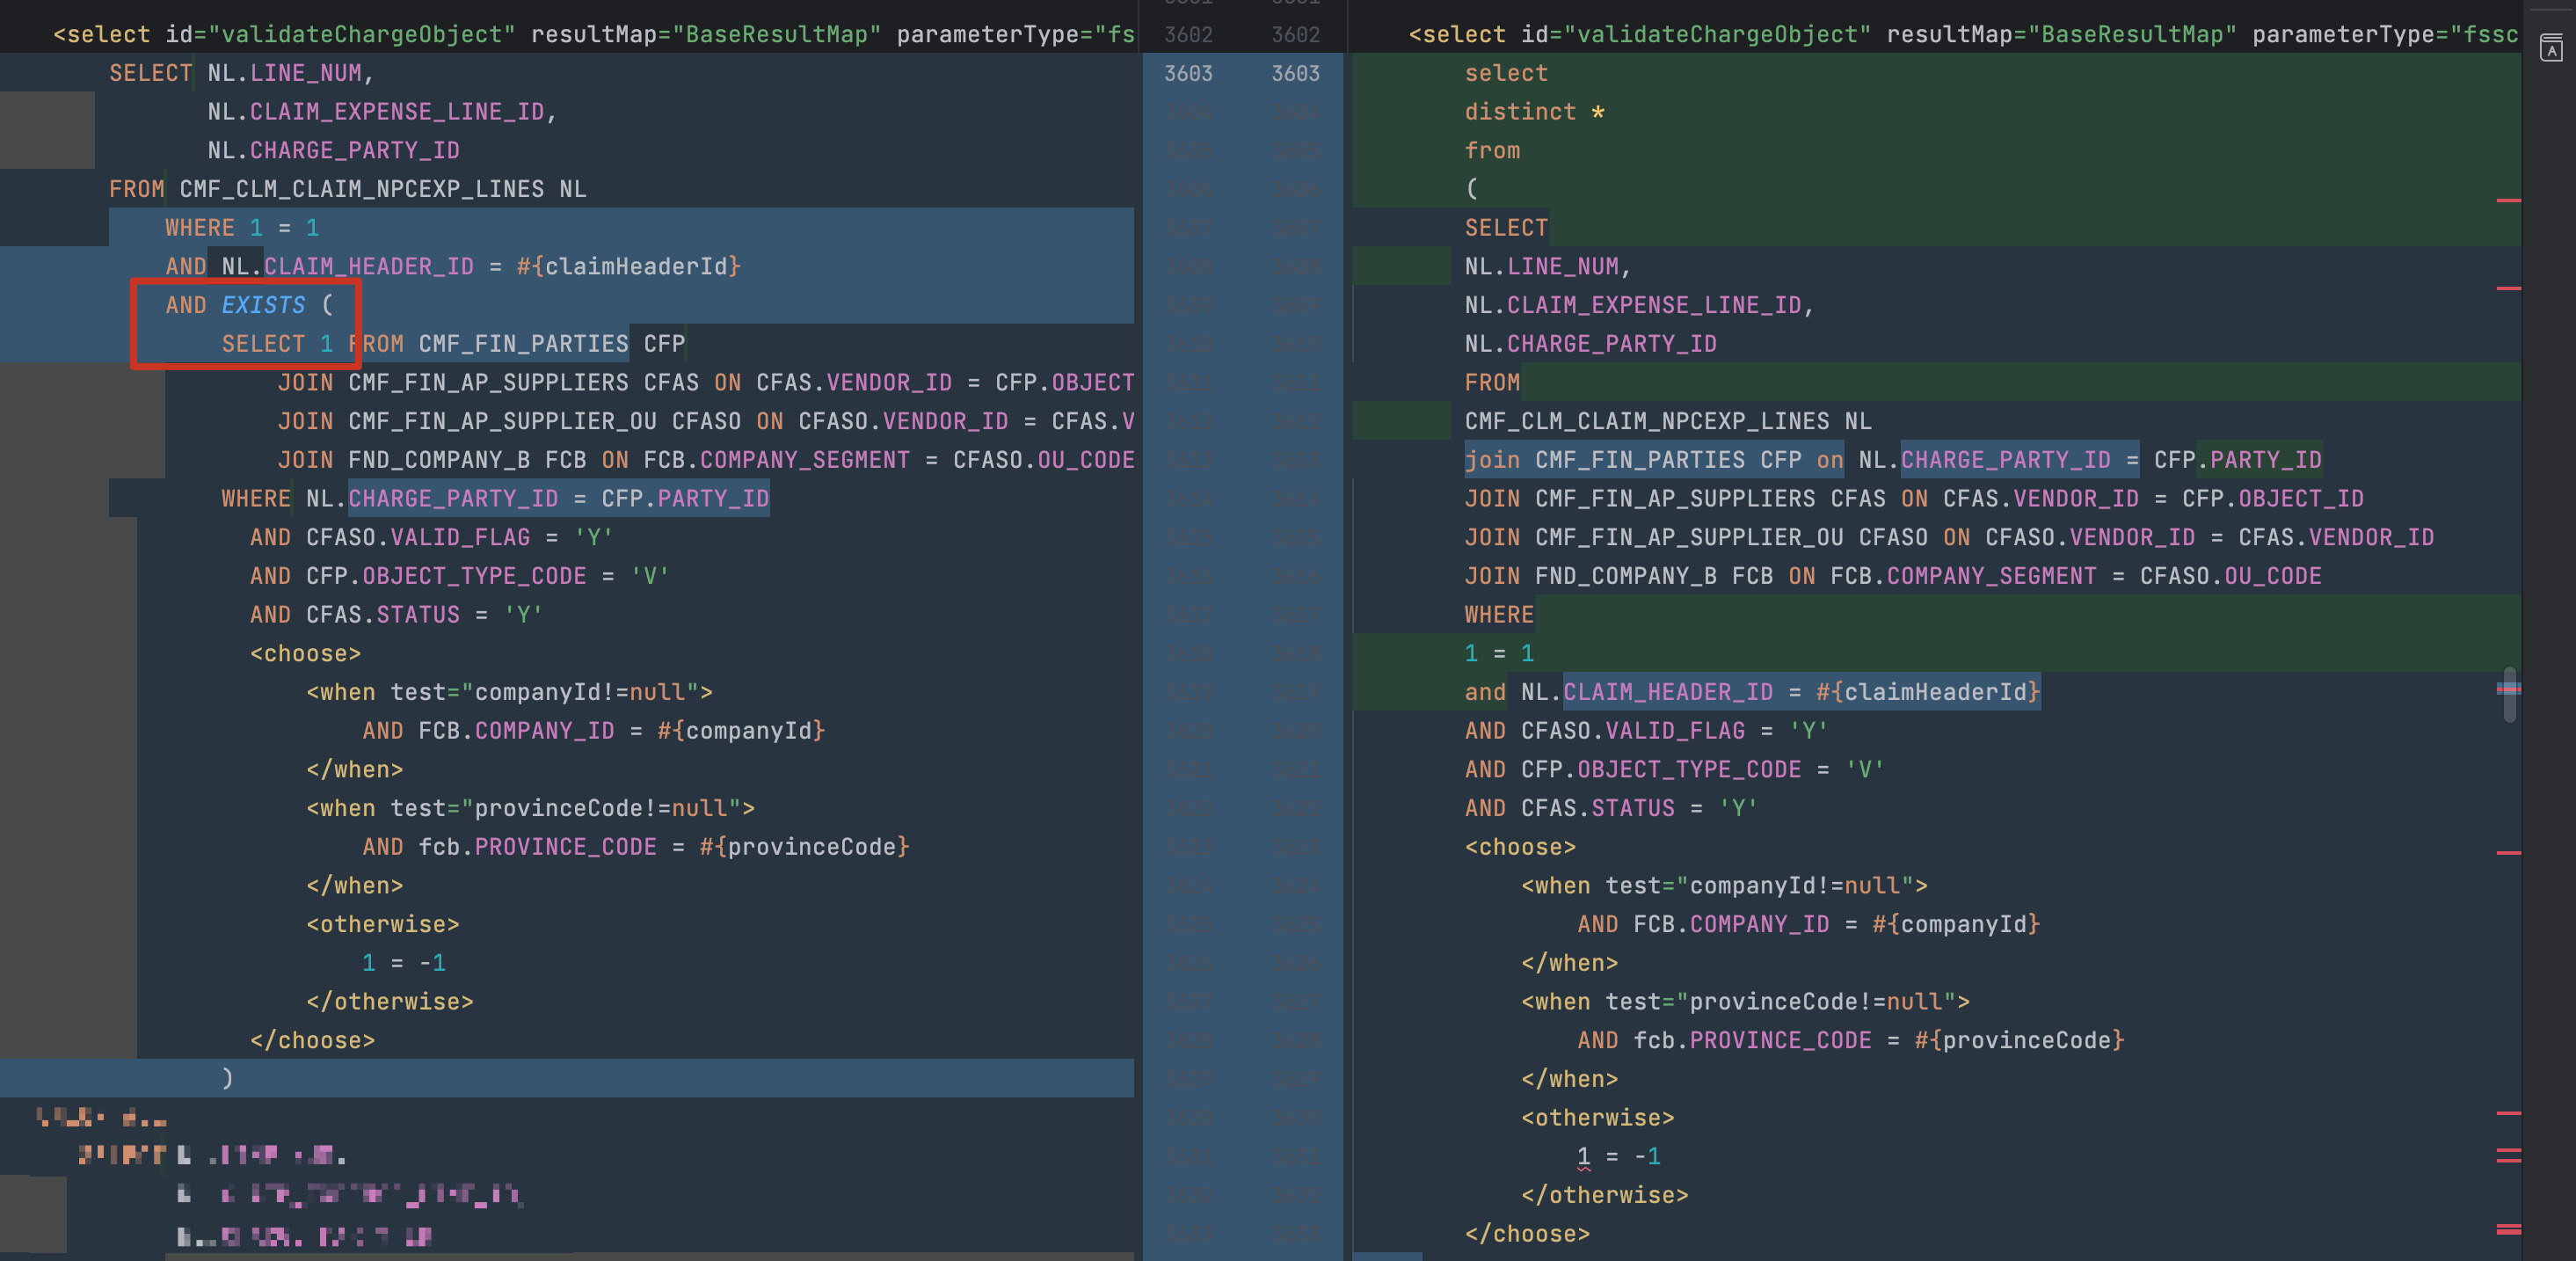 <select id="validateChargeObject" resultMap="BaseResultMap" parameterType="fs
SELECT NL.LINE_NUM,
NL.CLAIM_EXPENSE_LINE_ID,
NL.CHARGE_PARTY_ID
FROM CMF_CLM_CLAIM_NPCEXP_LINES NL
WHERE 1 = 1
AND NL.CLAIM_HEADER_ID = #{claimHeaderId}
AND EXISTS (
SELECT 1 FROM CMF_FIN_PARTIES CFP
JOIN CMF_FIN_AP_SUPPLIERS CFAS ON CFAS.VENDOR_ID = CFP.OBJECT
JOIN CMF_FIN_AP_SUPPLIER_OU CFASO ON CFASO.VENDOR_ID = CFAS.V
JOIN FND_COMPANY_B FCB ON FCB.COMPANY_SEGMENT = CFASO.OU_CODE
WHERE NL.CHARGE_PARTY_ID = CFP.PARTY_ID
AND CFASO.VALID_FLAG = 'Y'
AND CFP.OBJECT_TYPE_CODE = 'V'
AND CFAS.STATUS = 'Y'
<choose>
<when test="companyId!=null">
AND FCB.COMPANY_ID = #{companyId}
</when>
<when test="provinceCode!=null">
AND fcb.PROVINCE_CODE = #{provinceCode}
</when>
<otherwise>
1 = -1
</otherwise>
</choose>
)
3602 3602
3603 3603
<select id="validateChargeObject" resultMap="BaseResultMap" parameterType="fssc
select
distinct *
from
(
SELECT
NL.LINE_NUM,
NL.CLAIM_EXPENSE_LINE_ID,
NL.CHARGE_PARTY_ID
FROM
CMF_CLM_CLAIM_NPCEXP_LINES NL
join CMF_FIN_PARTIES CFP on NL.CHARGE_PARTY_ID = CFP.PARTY_ID
JOIN CMF_FIN_AP_SUPPLIERS CFAS ON CFAS.VENDOR_ID = CFP.OBJECT_ID
JOIN CMF_FIN_AP_SUPPLIER_OU CFASO ON CFASO.VENDOR_ID = CFAS.VENDOR_ID
JOIN FND_COMPANY_B FCB ON FCB.COMPANY_SEGMENT = CFASO.OU_CODE
WHERE
1 = 1
and NL.CLAIM_HEADER_ID = #{claimHeaderId}
AND CFASO.VALID_FLAG = 'Y'
AND CFP.OBJECT_TYPE_CODE = 'V'
AND CFAS.STATUS = 'Y'
<choose>
<when test="companyId!=null">
AND FCB.COMPANY_ID = #{companyId}
</when>
<when test="provinceCode!=null">
AND fcb.PROVINCE_CODE = #{provinceCode}
</when>
<otherwise>
1 = -1
</otherwise>
</choose>